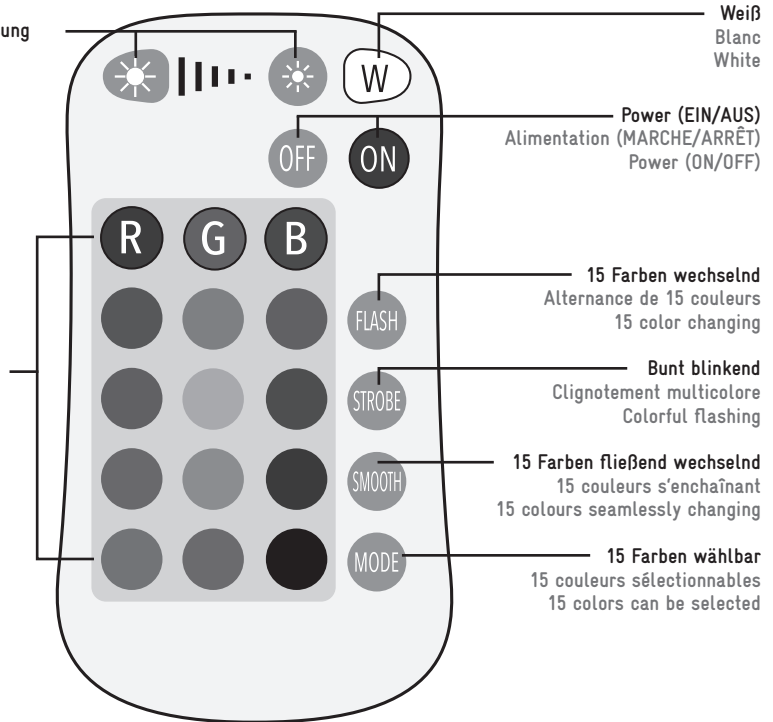 ung
Weiß
Blanc
White
W
Power (EIN/AUS)
Alimentation (MARCHE/ARRÊT)
Power (ON/OFF)
OFF ON
R G B
15 Farben wechselnd
Alternance de 15 couleurs
15 color changing
FLASH
Bunt blinkend
Clignotement multicolore
Colorful flashing
STROBE
15 Farben fließend wechselnd
15 couleurs s'enchaînant
15 colours seamlessly changing
SMOOTH
15 Farben wählbar
15 couleurs sélectionnables
15 colors can be selected
MODE